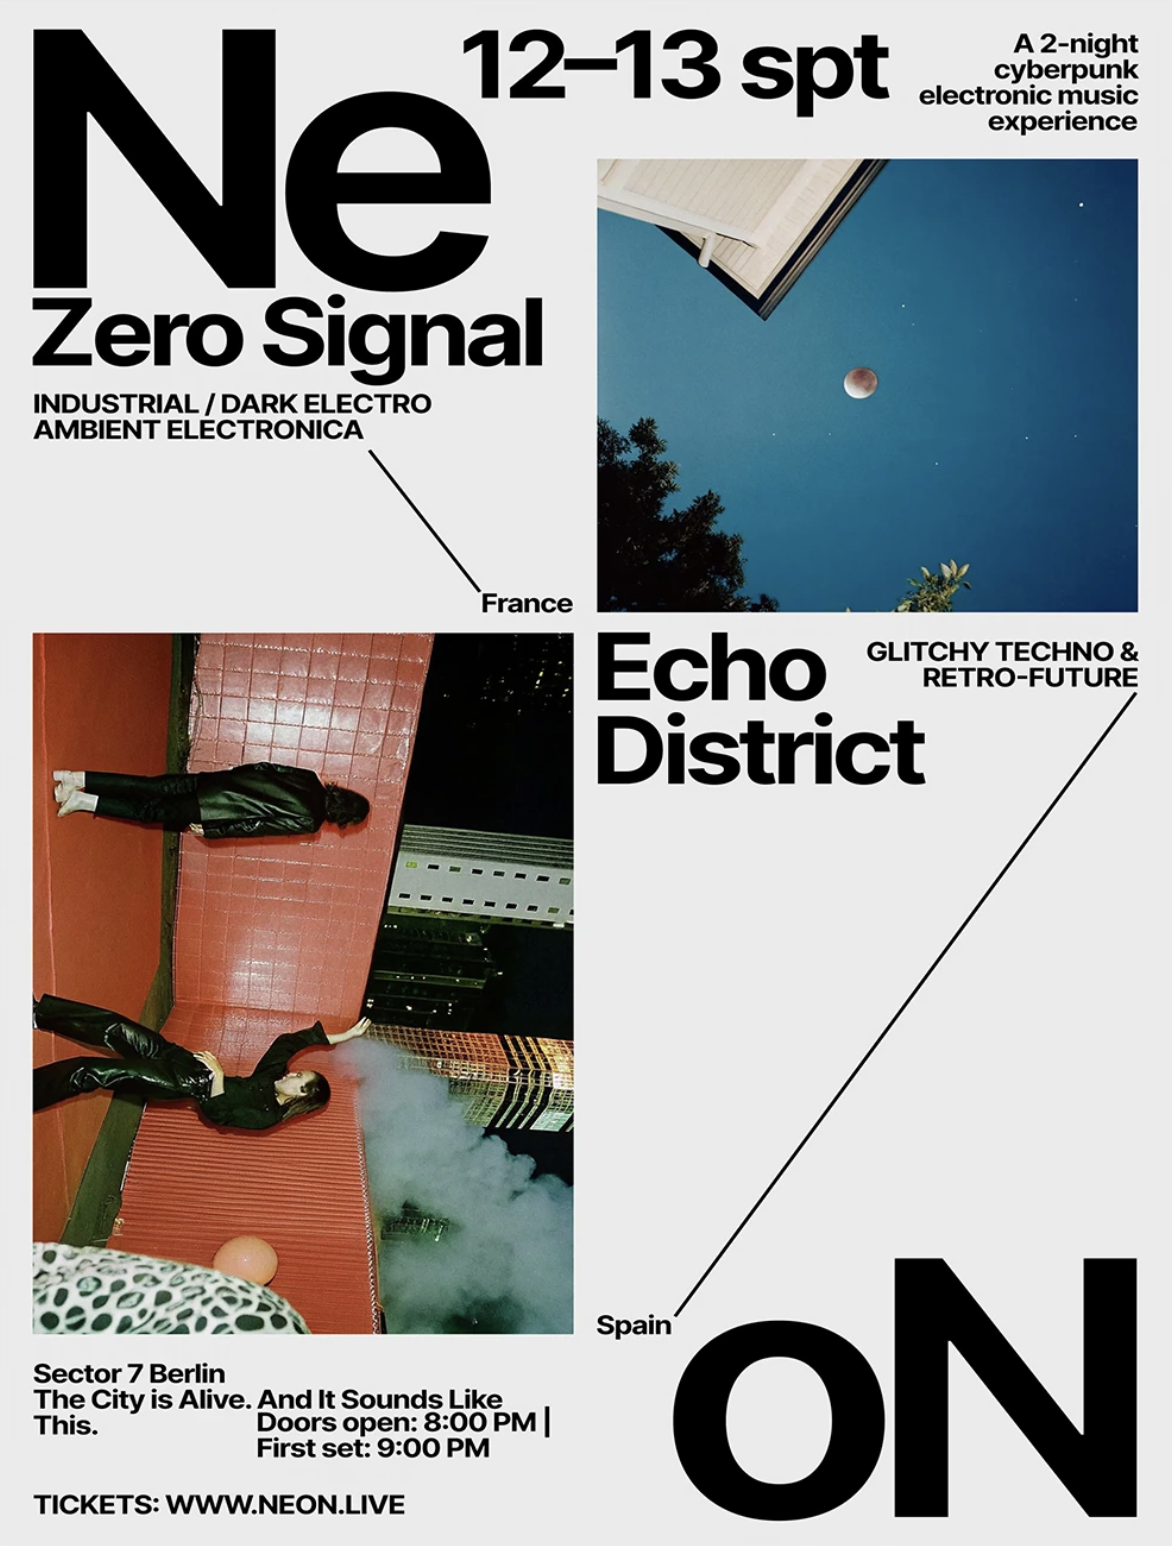 Ne
12–13 spt
A 2-night
cyberpunk
electronic music
experience
Zero Signal
INDUSTRIAL / DARK ELECTRO
AMBIENT ELECTRONICA
France
Echo
District
GLITCHY TECHNO &
RETRO-FUTURE
Spain
oN
Sector 7 Berlin
The City is Alive. And It Sounds Like
This.
Doors open: 8:00 PM |
First set: 9:00 PM
TICKETS: WWW.NEON.LIVE